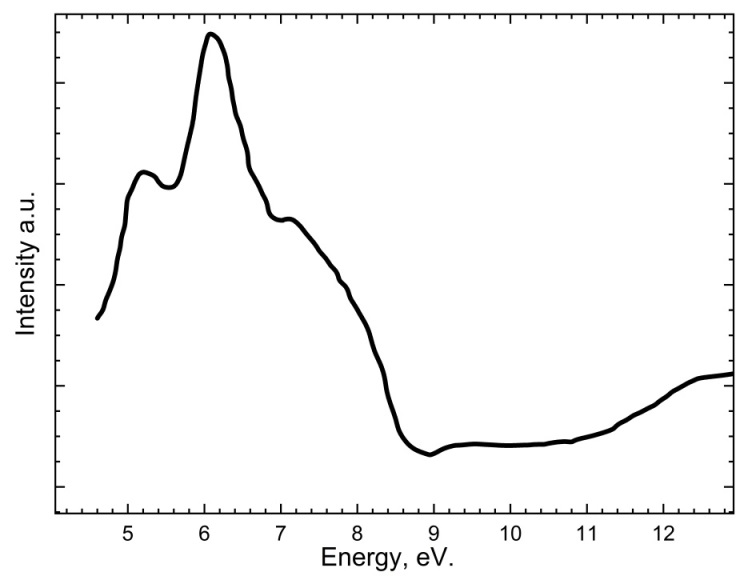 Intensity a.u.
5 6 7 8 9 10 11 12
Energy, eV.